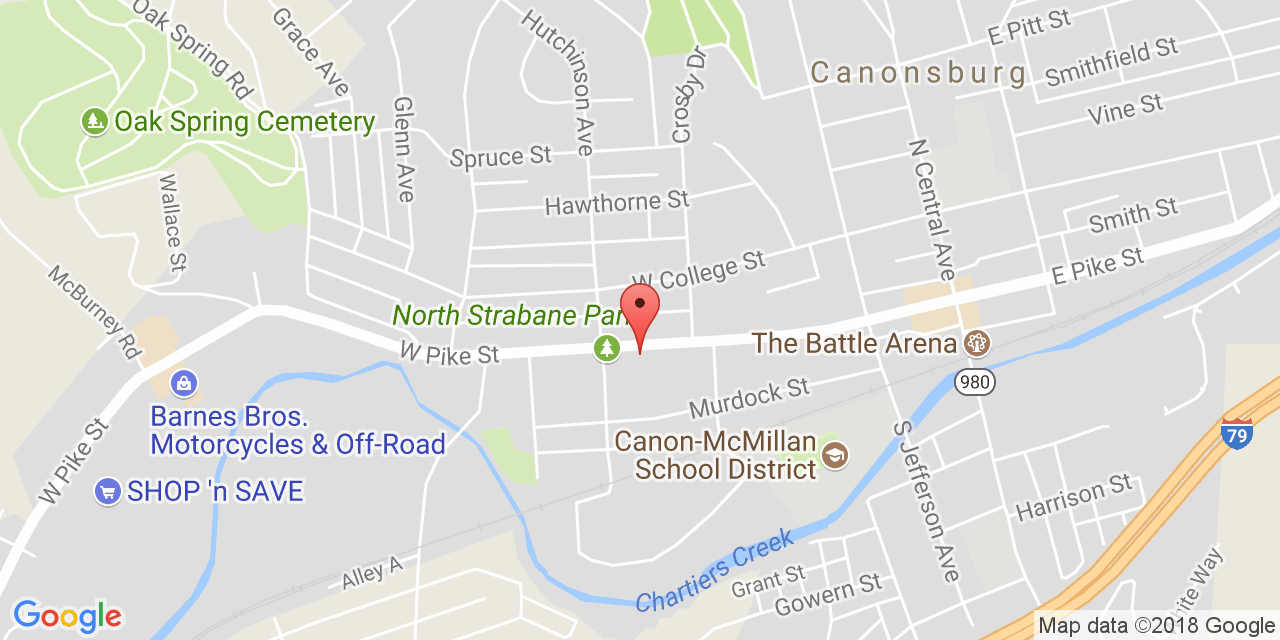 Oak Spring Rd
Grace Ave
Hutchinson Ave
Crosby Dr
E Pitt St
Smithfield St
Canonsburg
Vine St
Oak Spring Cemetery
Glenn Ave
Spruce St
Hawthorne St
N Central Ave
Wallace St
Smith St
McBurney Rd
W College St
E Pike St
North Strabane Par
W Pike St
The Battle Arena
980
Barnes Bros.
Motorcycles & Off-Road
Murdock St
Canon-McMillan
School District
79
W Pike St
SHOP 'n SAVE
S Jefferson Ave
Harrison St
Alley A
Chartiers Creek
Grant St
Gowern St
Google
Map data ©2018 Google